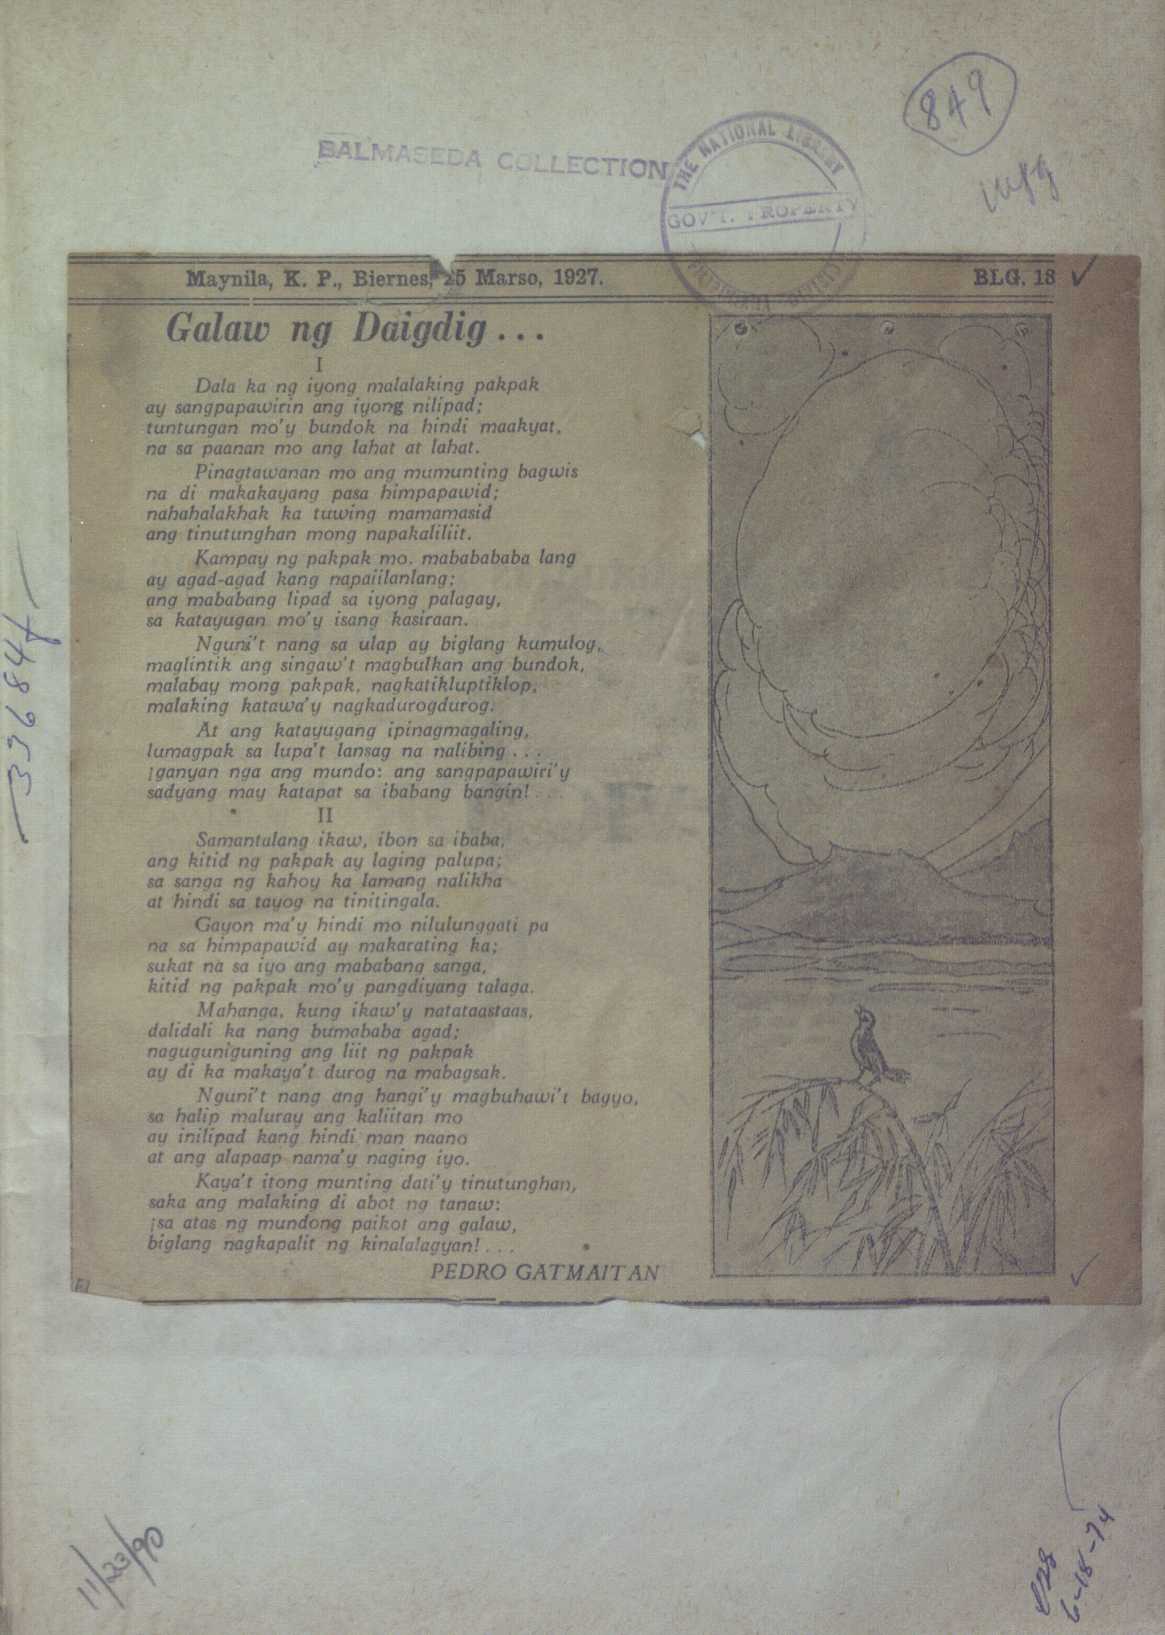 849
BALMASEDA COLLECTION
THE NATIONAL LIBRARY
GOV'T. PROPERTY
Maynila, K. P., Biernes, 25 Marso, 1927.
BLG. 18
Galaw ng Daigdig...
I
Dala ka ng iyong malalaking pakpak
ay sangpapawirin ang iyong nilipad;
tuntungan mo'y bundok na hindi maakyat,
na sa paanan mo ang lahat at lahat.
Pinagtawanan mo ang mumunting bagwis
na di makakayang pasa himpapawid;
nahahalakhak ka tuwing mamamasid
ang tinutunghan mong napakaliliit.
Kampay ng pakpak mo, mabababababa lang
ay agad-agad kang napaiilanlang;
ang mababang lipad sa iyong palagay,
sa katayugan mo'y isang kasiraan.
Nguni't nang sa ulap ay biglang kumulog,
maglintik ang singaw't magbulkan ang bundok,
malabay mong pakpak, nagkatikluptiklop,
malaking katawa'y nagkadurogdurog.
At ang katayugang ipinagmagaling,
lumagpak sa lupa't lansag na nalibing...
¡ganyan nga ang mundo: ang sangpapawiri'y
sadyang may katapat sa ibabang bangin!...
II
Samantalang ikaw, ibon sa ibaba,
ang kitid ng pakpak ay laging palupa;
sa sanga ng kahoy ka lamang nalikha
at hindi sa tayog na tinitingala.
Gayon ma'y hindi mo nilulunggati pa
na sa himpapawid ay makarating ka;
sukat na sa iyo ang mababang sanga,
kitid ng pakpak mo'y pangdiyang talaga.
Mahanga, kung ikaw'y natataastaas,
dalidali ka nang bumababa agad;
naguguniguning ang liit ng pakpak
ay di ka makaya't durog na mabagsak.
Nguni't nang ang hangi'y magbuhawi't bagyo,
sa halip maluray ang kaliitan mo
ay inilipad kang hindi man naano
at ang alapaap nama'y naging iyo.
Kaya't itong munting dati'y tinutunghan,
saka ang malaking di abot ng tanaw:
¡sa atas ng mundong paikot ang galaw,
biglang nagkapalit ng kinalalagyan!...
PEDRO GATMAITAN
33684f
11/23/90
6-18-74